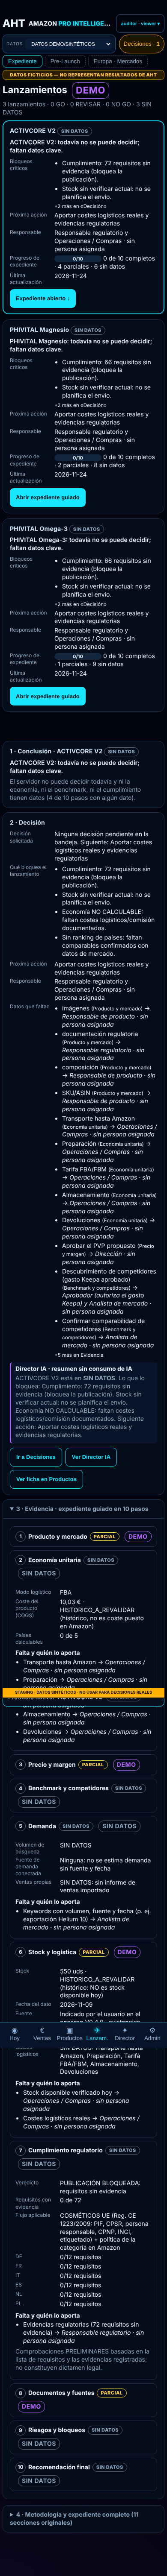 AHT AMAZON PRO INTELIGE...
auditor · viewer ▾
DATOS DATOS DEMO/SINTÉTICOS
Decisiones · 1
Expediente Pre-Launch Europa · Mercados
DATOS FICTICIOS — NO REPRESENTAN RESULTADOS DE AHT
Lanzamientos DEMO
3 lanzamientos · 0 GO · 0 REVISAR · 0 NO GO · 3 SIN
DATOS
ACTIVCORE V2 SIN DATOS
ACTIVCORE V2: todavía no se puede decidir;
faltan datos clave.
Bloqueos
críticos
Cumplimiento: 72 requisitos sin
evidencia (bloquea la
publicación).
Stock sin verificar actual: no se
planifica el envío.
+2 más en «Decisión»
Próxima acción
Aportar costes logísticos reales y
evidencias regulatorias
Responsable
Responsable regulatorio y
Operaciones / Compras · sin
persona asignada
Progreso del
expediente
0/10 0 de 10 completos
· 4 parciales · 6 sin datos
Última
actualización
2026-11-24
Expediente abierto ↓
PHIVITAL Magnesio SIN DATOS
PHIVITAL Magnesio: todavía no se puede decidir;
faltan datos clave.
Bloqueos
críticos
Cumplimiento: 66 requisitos sin
evidencia (bloquea la
publicación).
Stock sin verificar actual: no se
planifica el envío.
+2 más en «Decisión»
Próxima acción
Aportar costes logísticos reales y
evidencias regulatorias
Responsable
Responsable regulatorio y
Operaciones / Compras · sin
persona asignada
Progreso del
expediente
0/10 0 de 10 completos
· 2 parciales · 8 sin datos
Última
actualización
2026-11-24
Abrir expediente guiado
PHIVITAL Omega-3 SIN DATOS
PHIVITAL Omega-3: todavía no se puede decidir;
faltan datos clave.
Bloqueos
críticos
Cumplimiento: 66 requisitos sin
evidencia (bloquea la
publicación).
Stock sin verificar actual: no se
planifica el envío.
+2 más en «Decisión»
Próxima acción
Aportar costes logísticos reales y
evidencias regulatorias
Responsable
Responsable regulatorio y
Operaciones / Compras · sin
persona asignada
Progreso del
expediente
0/10 0 de 10 completos
· 1 parciales · 9 sin datos
Última
actualización
2026-11-24
Abrir expediente guiado
1 · Conclusión · ACTIVCORE V2 SIN DATOS
ACTIVCORE V2: todavía no se puede decidir;
faltan datos clave.
El servidor no puede decidir todavía y ni la
economía, ni el benchmark, ni el cumplimiento
tienen datos (4 de 10 pasos con algún dato).
2 · Decisión
Decisión
solicitada
Ninguna decisión pendiente en la
bandeja. Siguiente: Aportar costes
logísticos reales y evidencias
regulatorias
Qué bloquea el
lanzamiento
Cumplimiento: 72 requisitos sin
evidencia (bloquea la
publicación).
Stock sin verificar actual: no se
planifica el envío.
Economía NO CALCULABLE:
faltan costes logísticos/comisión
documentados.
Sin ranking de países: faltan
comparables confirmados con
datos de mercado.
Próxima acción
Aportar costes logísticos reales y
evidencias regulatorias
Responsable
Responsable regulatorio y
Operaciones / Compras · sin
persona asignada
Datos que faltan
imágenes (Producto y mercado) →
Responsable de producto · sin
persona asignada
documentación regulatoria
(Producto y mercado) →
Responsable regulatorio · sin
persona asignada
composición (Producto y mercado)
→ Responsable de producto · sin
persona asignada
SKU/ASIN (Producto y mercado) →
Responsable de producto · sin
persona asignada
Transporte hasta Amazon
(Economía unitaria) → Operaciones /
Compras · sin persona asignada
Preparación (Economía unitaria) →
Operaciones / Compras · sin
persona asignada
Tarifa FBA/FBM (Economía unitaria)
→ Operaciones / Compras · sin
persona asignada
Almacenamiento (Economía unitaria)
→ Operaciones / Compras · sin
persona asignada
Devoluciones (Economía unitaria) →
Operaciones / Compras · sin
persona asignada
Aprobar el PVP propuesto (Precio
y margen) → Dirección · sin
persona asignada
Descubrimiento de competidores
(gasto Keepa aprobado)
(Benchmark y competidores) →
Aprobador (autoriza el gasto
Keepa) y Analista de mercado ·
sin persona asignada
Confirmar comparabilidad de
competidores (Benchmark y
competidores) → Analista de
mercado · sin persona asignada
+5 más en Evidencia
Director IA · resumen sin consumo de IA
ACTIVCORE V2 está en SIN DATOS. Lo que lo
bloquea: Cumplimiento: 72 requisitos sin
evidencia (bloquea la publicación). Stock sin
verificar actual: no se planifica el envío.
Economía NO CALCULABLE: faltan costes
logísticos/comisión documentados. Siguiente
acción: Aportar costes logísticos reales y
evidencias regulatorias
Ir a Decisiones Ver Director IA
Ver ficha en Productos
▼ 3 · Evidencia · expediente guiado en 10 pasos
1 Producto y mercado PARCIAL DEMO
2 Economía unitaria SIN DATOS
SIN DATOS
Modo logístico
FBA
Coste del
producto
(COGS)
10,03 € ·
HISTORICO_A_REVALIDAR
(histórico, no es coste puesto
en Amazon)
Países
calculables
0 de 5
Falta y quién lo aporta
Transporte hasta Amazon →
Operaciones / Compras · sin
persona asignada
Preparación → Operaciones /
STAGING · DATOS SINTÉTICOS · NO USAR PARA DECISIONES REALES
Almacenamiento → Operaciones /
Compras · sin persona asignada
Devoluciones → Operaciones /
Compras · sin persona asignada
3 Precio y margen PARCIAL DEMO
4 Benchmark y competidores SIN DATOS
SIN DATOS
5 Demanda SIN DATOS SIN DATOS
Volumen de
búsqueda
SIN DATOS
Fuente de
demanda
conectada
Ninguna: no se estima demanda
sin fuente y fecha
Ventas propias
SIN DATOS: sin informe de
ventas importado
Falta y quién lo aporta
Keywords con volumen, fuente y fecha (p. ej.
exportación Helium 10) → Analista de
mercado · sin persona asignada
6 Stock y logística PARCIAL DEMO
Stock
550 uds ·
HISTORICO_A_REVALIDAR
(histórico: NO es stock
disponible hoy)
Fecha del dato
2026-11-09
Fuente
Indicado por el usuario en el
◉ Hoy
€ Ventas
▣ Productos
✈ Lanzam.
✦ Director
⚙ Admin
logísticos
Amazon, Preparación, Tarifa
FBA/FBM, Almacenamiento,
Devoluciones
Falta y quién lo aporta
Stock disponible verificado hoy →
Operaciones / Compras · sin persona
asignada
Costes logísticos reales → Operaciones /
Compras · sin persona asignada
7 Cumplimiento regulatorio SIN DATOS
SIN DATOS
Veredicto
PUBLICACIÓN BLOQUEADA:
requisitos sin evidencia
Requisitos con
evidencia
0 de 72
Flujo aplicable
COSMÉTICOS UE (Reg. CE
1223/2009: PIF, CPSR, persona
responsable, CPNP, INCI,
etiquetado) + política de la
categoría en Amazon
DE 0/12 requisitos
FR 0/12 requisitos
IT 0/12 requisitos
ES 0/12 requisitos
NL 0/12 requisitos
PL 0/12 requisitos
Falta y quién lo aporta
Evidencias regulatorias (72 requisitos sin
evidencia) → Responsable regulatorio · sin
persona asignada
Comprobaciones PRELIMINARES basadas en la
lista de requisitos y las evidencias registradas;
no constituyen dictamen legal.
8 Documentos y fuentes PARCIAL
DEMO
9 Riesgos y bloqueos SIN DATOS
SIN DATOS
10 Recomendación final SIN DATOS
SIN DATOS
► 4 · Metodología y expediente completo (11
secciones originales)